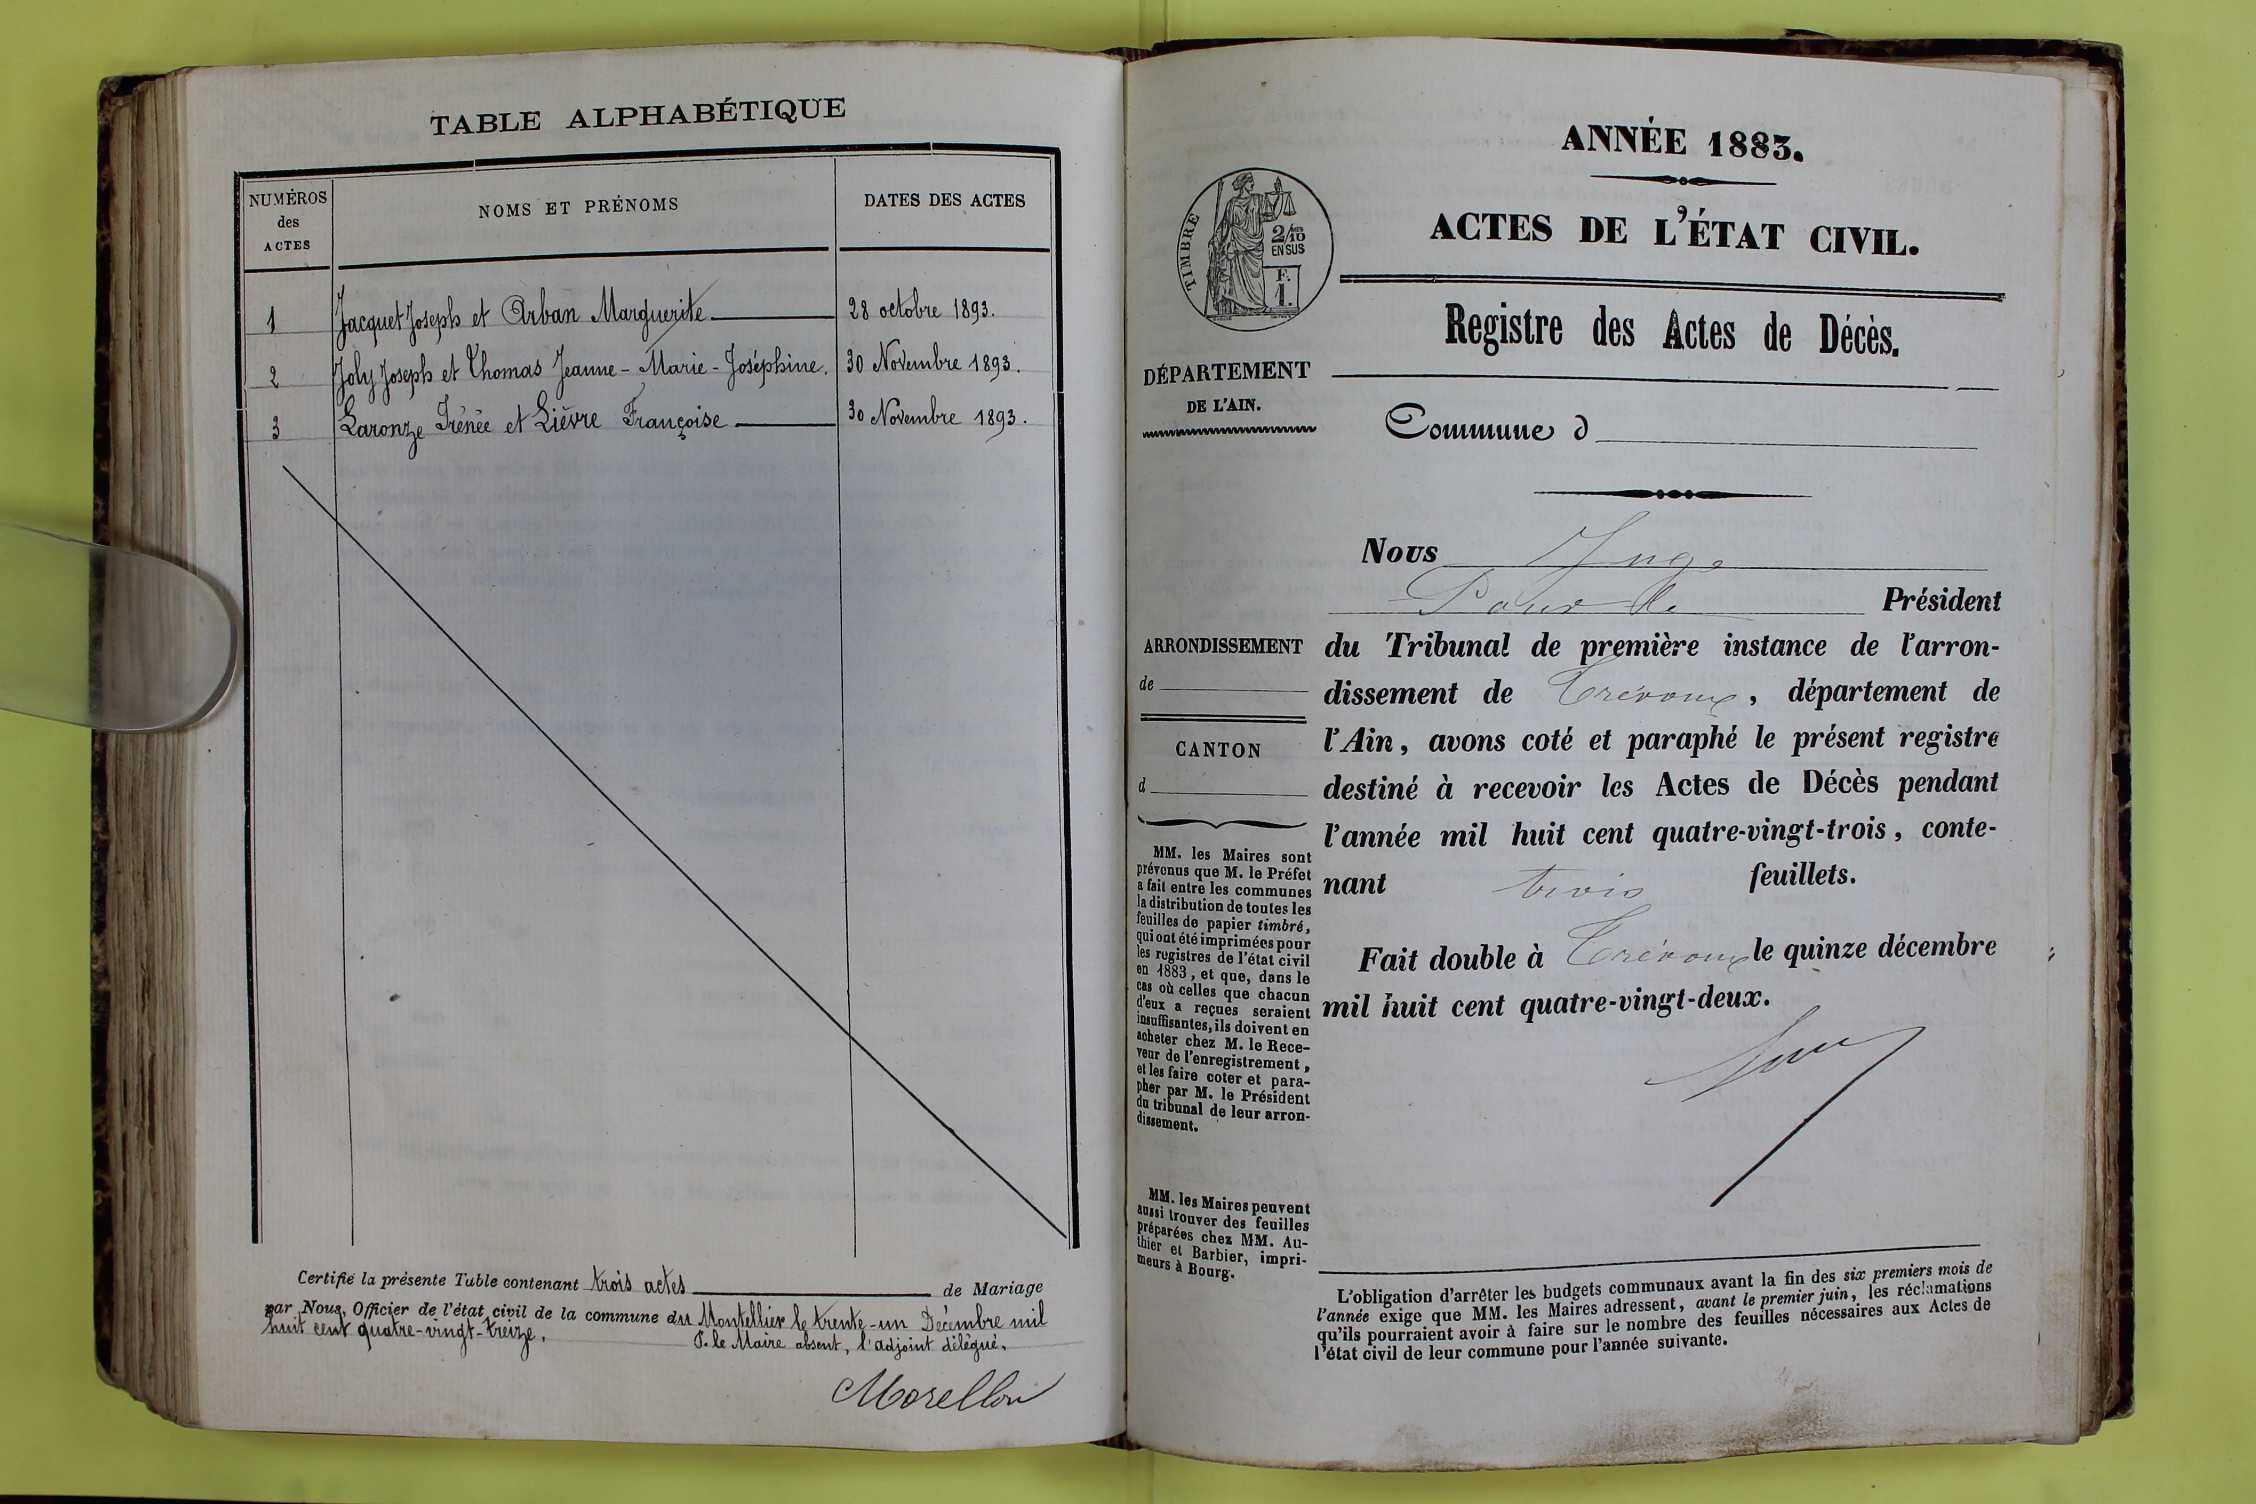 TABLE ALPHABÉTIQUE
NUMÉROS
des
ACTES
NOMS ET PRÉNOMS
DATES DES ACTES
1 Jacquet Joseph et Arban Marguerite 28 octobre 1893.
2 Joly Joseph et Thomas Jeanne-Marie-Joséphine. 30 Novembre 1893.
3 Laronze Irénée et Lièvre Françoise 30 Novembre 1893.
Certifié la présente Table contenant trois actes de Mariage
par Nous, Officier de l'état civil de la commune du Montellier le trente-un Décembre mil
huit cent quatre-vingt-treize.
P. le Maire absent, l'adjoint délégué,
Morellon
ANNÉE 1883.
ACTES DE L'ÉTAT CIVIL.
TIMBRE
2/10 mes
EN SUS
F.
1.
Registre des Actes de Décès.
DÉPARTEMENT
DE L'AIN.
Commune d
Nous Juge
Pour le Président
du Tribunal de première instance de l'arron-
dissement de Trévoux, département de
l'Ain, avons coté et paraphé le présent registre
destiné à recevoir les Actes de Décès pendant
l'année mil huit cent quatre-vingt-trois, conte-
nant trois feuillets.
Fait double à Trévoux le quinze décembre
mil huit cent quatre-vingt-deux.
ARRONDISSEMENT
de
CANTON
d
MM. les Maires sont
prévenus que M. le Préfet
a fait entre les communes
la distribution de toutes les
feuilles de papier timbré,
qui ont été imprimées pour
les registres de l'état civil
en 1883, et que, dans le
cas où celles que chacun
d'eux a reçues seraient
insuffisantes, ils doivent en
acheter chez M. le Rece-
veur de l'enregistrement,
et les faire coter et para-
pher par M. le Président
du tribunal de leur arron-
dissement.
MM. les Maires peuvent
aussi trouver des feuilles
préparées chez MM. Au-
thier et Barbier, impri-
meurs à Bourg.
L'obligation d'arrêter les budgets communaux avant la fin des six premiers mois de
l'année exige que MM. les Maires adressent, avant le premier juin, les réclamations
qu'ils pourraient avoir à faire sur le nombre des feuilles nécessaires aux Actes de
l'état civil de leur commune pour l'année suivante.